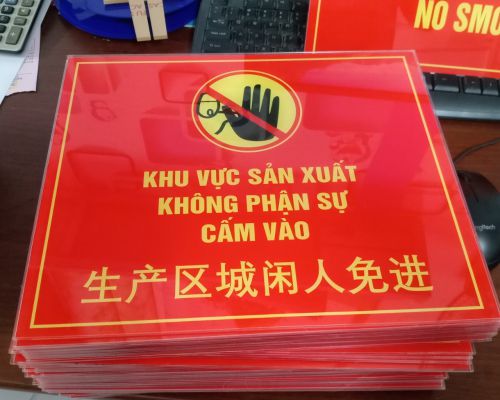 NO SMO
KHU VỰC SẢN XUẤT
KHÔNG PHẬN SỰ
CẤM VÀO
生产区城闲人免进